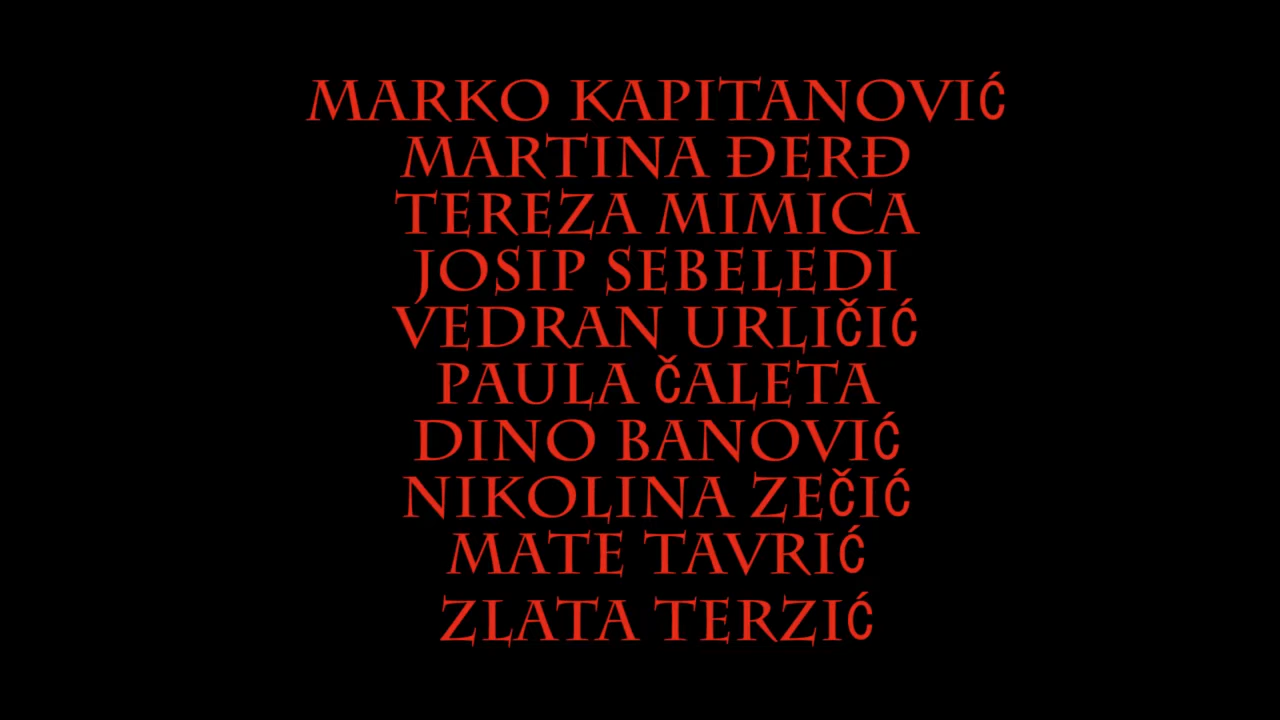 MARKO KAPITANOVIĆ
MARTINA ĐERĐ
TEREZA MIMICA
JOSIP SEBELEDI
VEDRAN URLIČIĆ
PAULA ČALETA
DINO BANOVIĆ
NIKOLINA ZEČIĆ
MATE TAVRIĆ
ZLATA TERZIĆ